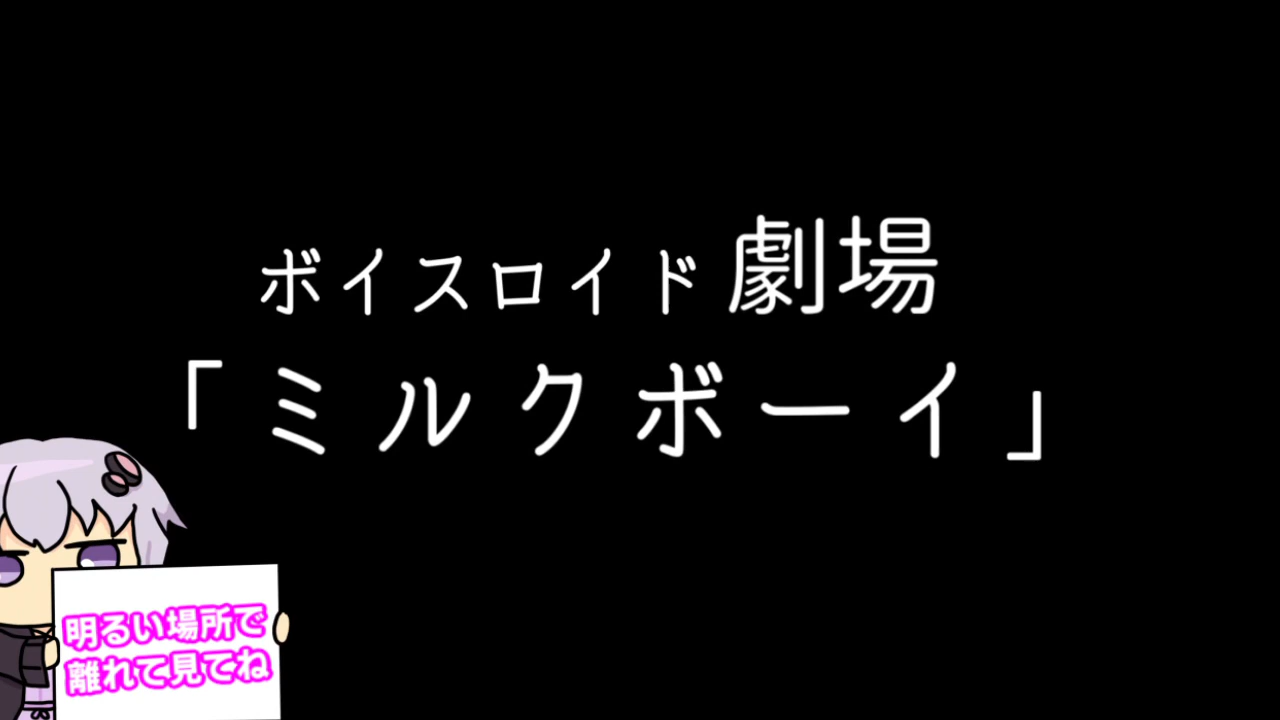 ボイスロイド劇場
「ミルクボーイ」
明るい場所で
離れて見てね